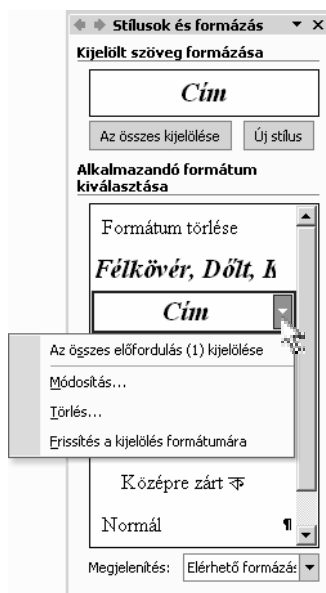 Stílusok és formázás
Kijelölt szöveg formázása
Cím
Az összes kijelölése
Új stílus
Alkalmazandó formátum
kiválasztása
Formátum törlése
Félkövér, Dőlt, K
Cím
Az összes előfordulás (1) kijelölése
Módosítás...
Törlés...
Frissítés a kijelölés formátumára
Középre zárt क
Normál ¶
Megjelenítés: Elérhető formázás